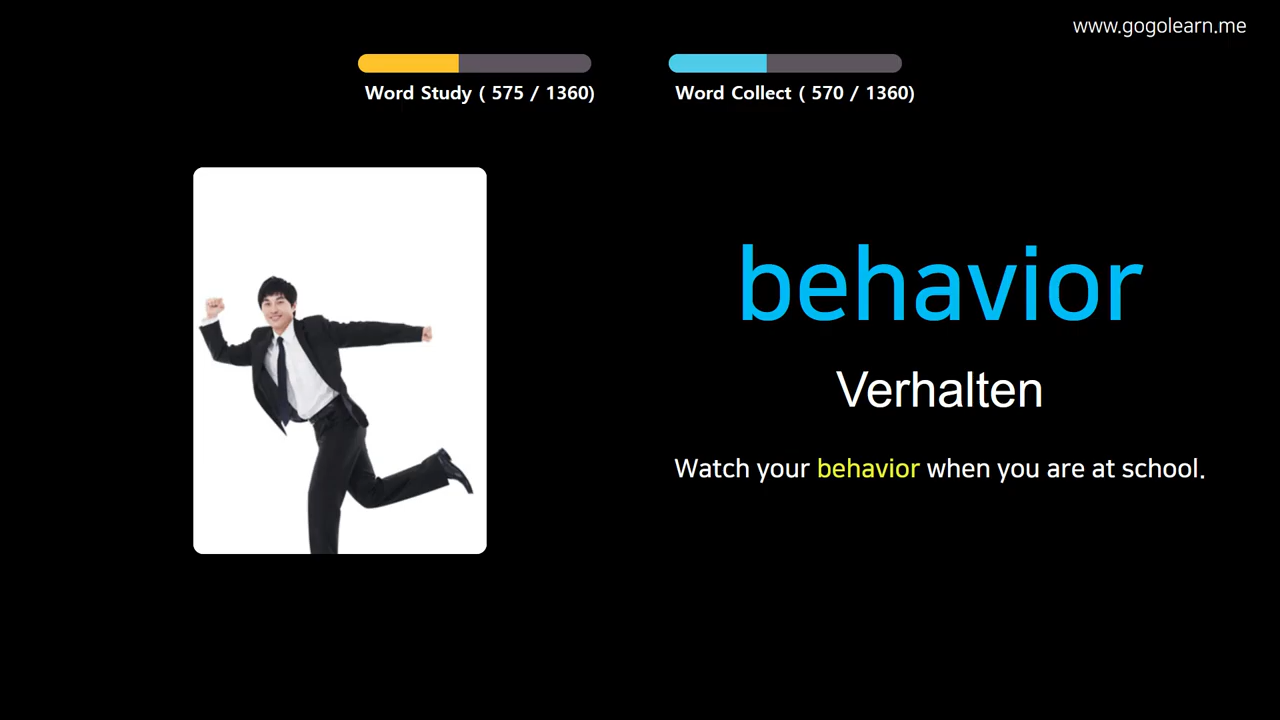 www.gogolearn.me
Word Study ( 575 / 1360)
Word Collect ( 570 / 1360)
behavior
Verhalten
Watch your behavior when you are at school.